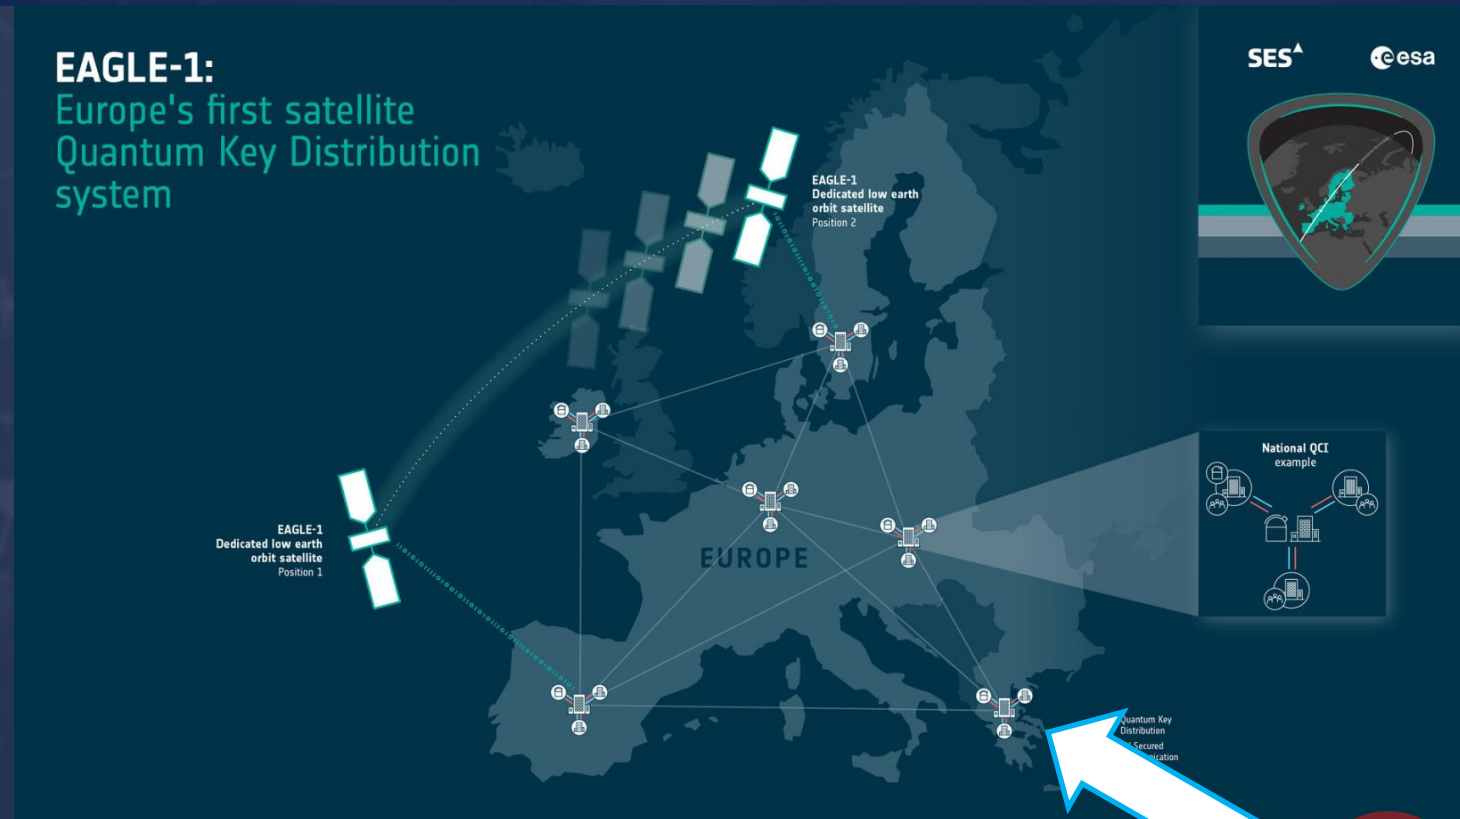 EAGLE-1:
Europe's first satellite
Quantum Key Distribution
system
SES
esa
EAGLE-1
Dedicated low earth
orbit satellite
Position 2
EAGLE-1
Dedicated low earth
orbit satellite
Position 1
EUROPE
National QCI
example
Quantum Key
Distribution
Secured